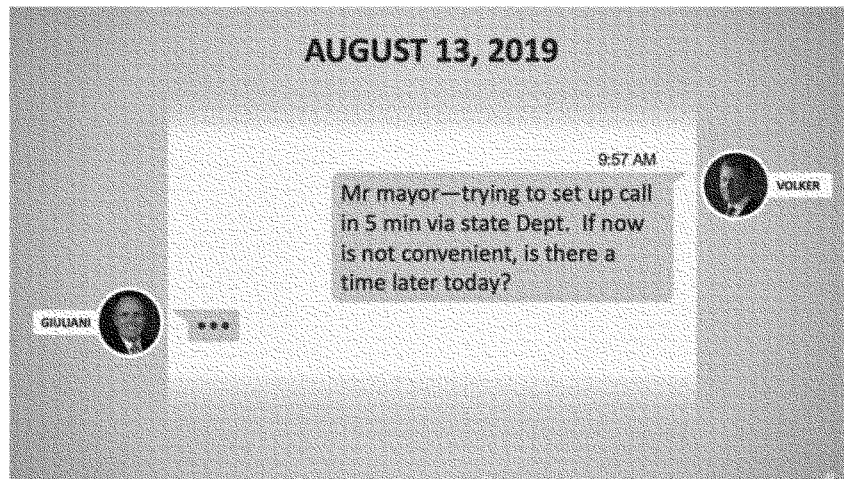 AUGUST 13, 2019
9:57 AM
VOLKER
Mr mayor—trying to set up call
in 5 min via state Dept.  If now
is not convenient, is there a
time later today?
GIULIANI
•••